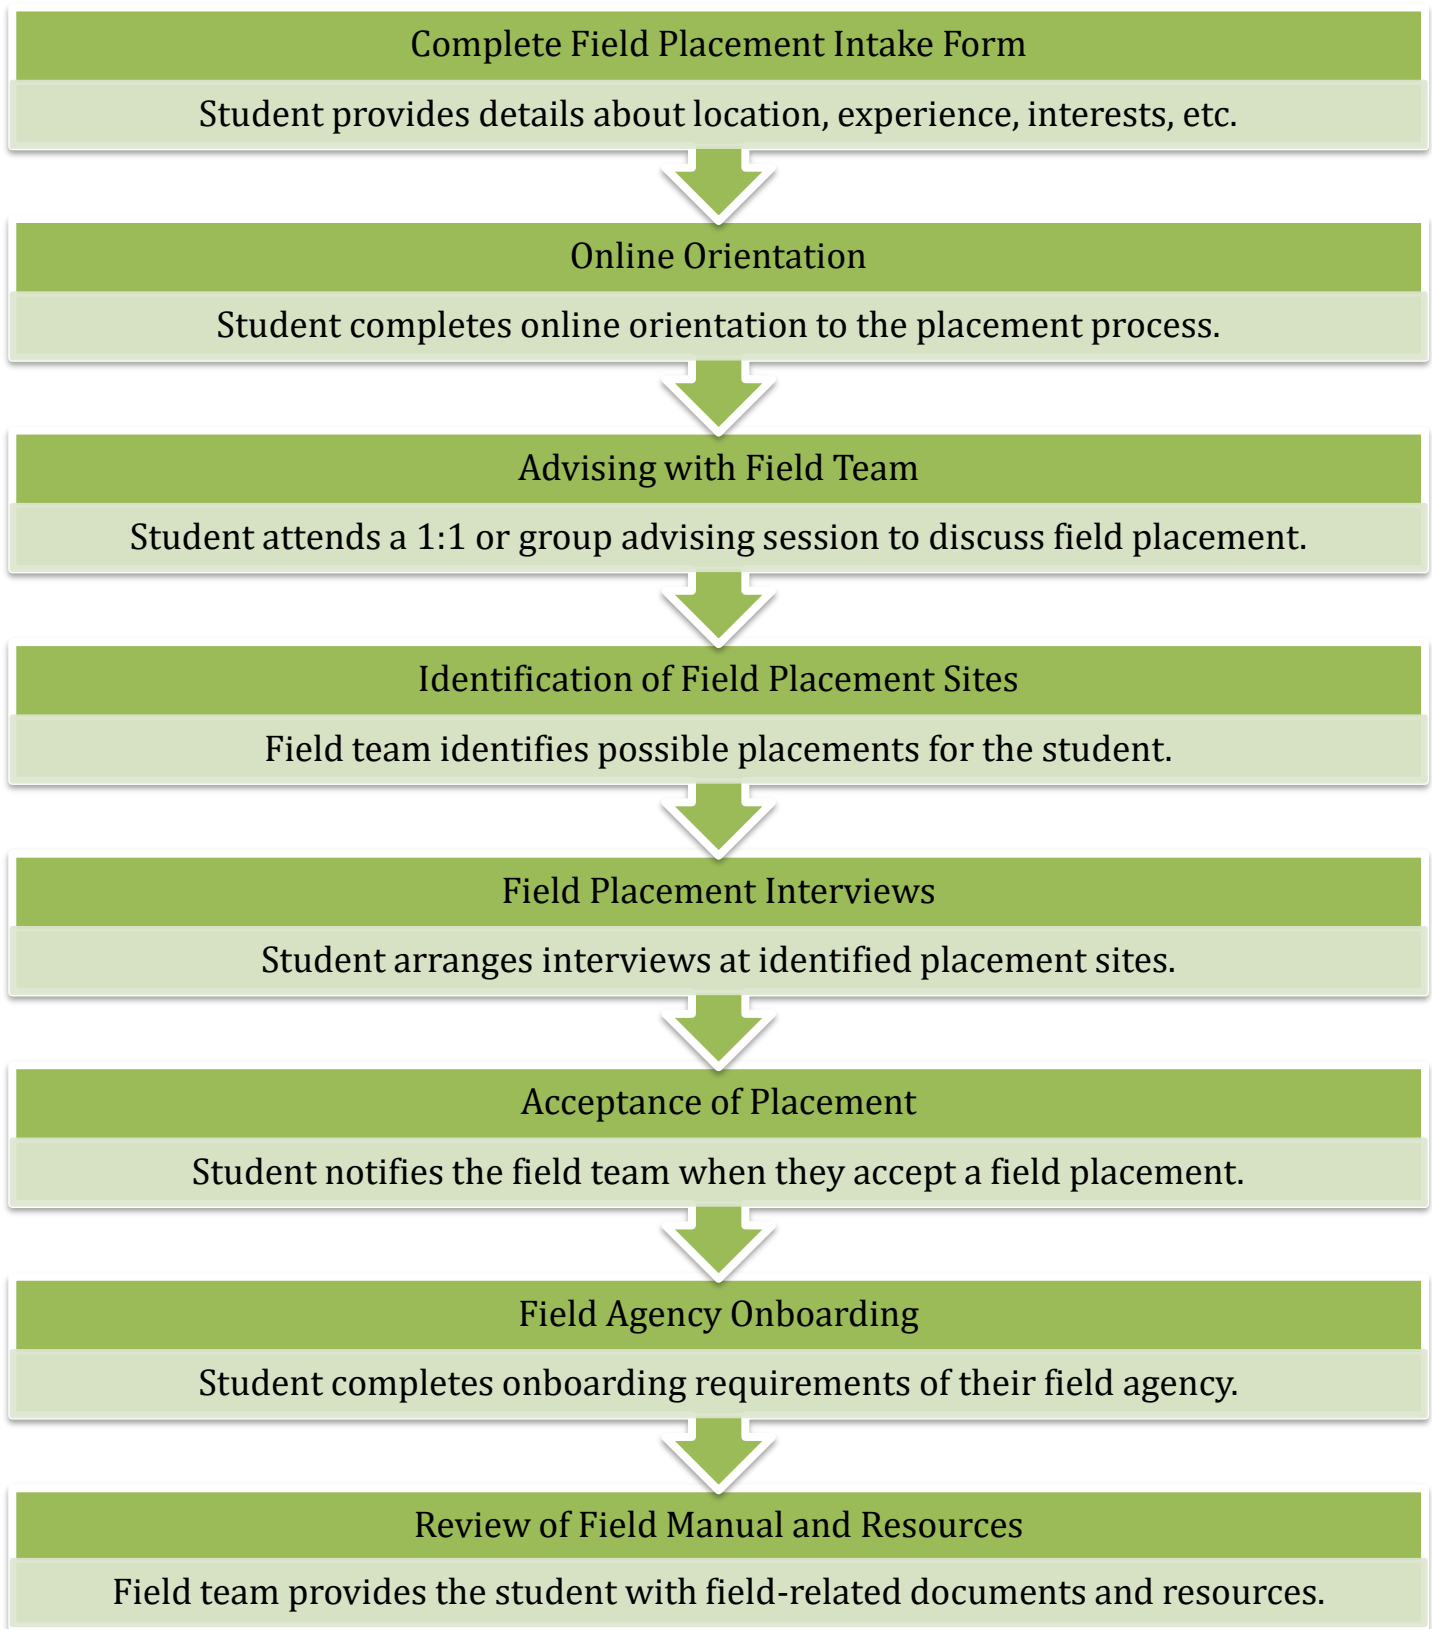 Complete Field Placement Intake Form
Student provides details about location, experience, interests, etc.
Online Orientation
Student completes online orientation to the placement process.
Advising with Field Team
Student attends a 1:1 or group advising session to discuss field placement.
Identification of Field Placement Sites
Field team identifies possible placements for the student.
Field Placement Interviews
Student arranges interviews at identified placement sites.
Acceptance of Placement
Student notifies the field team when they accept a field placement.
Field Agency Onboarding
Student completes onboarding requirements of their field agency.
Review of Field Manual and Resources
Field team provides the student with field-related documents and resources.